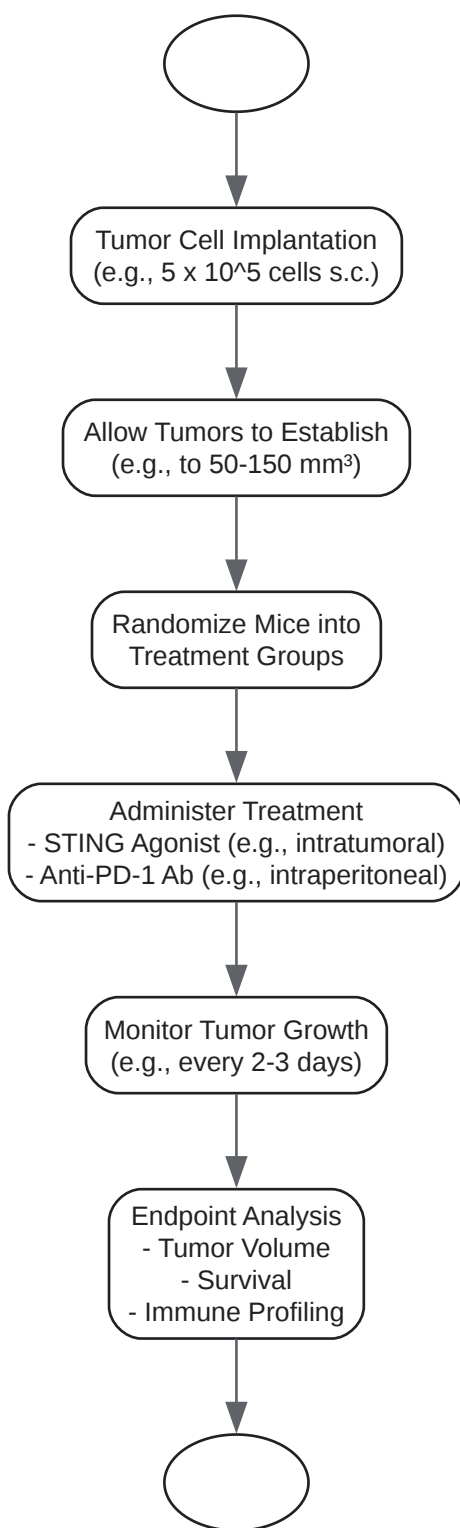 Tumor Cell Implantation
(e.g., 5 x 10^5 cells s.c.)
Allow Tumors to Establish
(e.g., to 50-150 mm³)
Randomize Mice into
Treatment Groups
Administer Treatment
- STING Agonist (e.g., intratumoral)
- Anti-PD-1 Ab (e.g., intraperitoneal)
Monitor Tumor Growth
(e.g., every 2-3 days)
Endpoint Analysis
- Tumor Volume
- Survival
- Immune Profiling